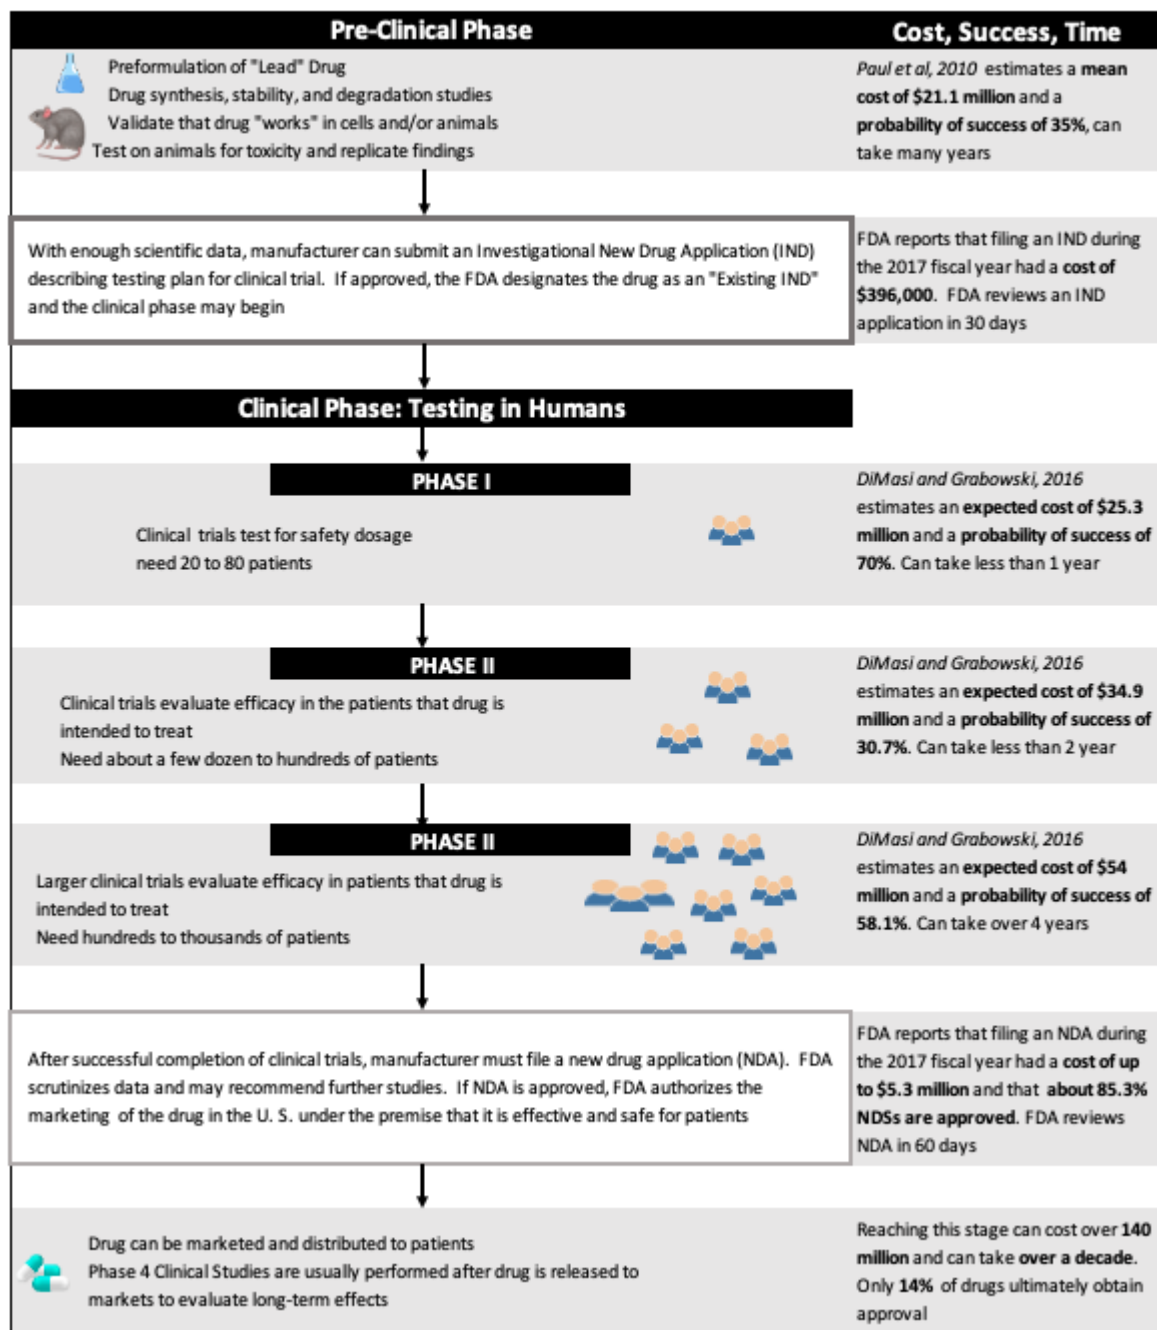 Pre-Clinical Phase
Cost, Success, Time
Preformulation of "Lead" Drug
Drug synthesis, stability, and degradation studies
Validate that drug "works" in cells and/or animals
Test on animals for toxicity and replicate findings
Paul et al, 2010 estimates a mean
cost of $21.1 million and a
probability of success of 35%, can
take many years
With enough scientific data, manufacturer can submit an Investigational New Drug Application (IND)
describing testing plan for clinical trial. If approved, the FDA designates the drug as an "Existing IND"
and the clinical phase may begin
FDA reports that filing an IND during
the 2017 fiscal year had a cost of
$396,000. FDA reviews an IND
application in 30 days
Clinical Phase: Testing in Humans
PHASE I
Clinical trials test for safety dosage
need 20 to 80 patients
DiMasi and Grabowski, 2016
estimates an expected cost of $25.3
million and a probability of success of
70%. Can take less than 1 year
PHASE II
Clinical trials evaluate efficacy in the patients that drug is
intended to treat
Need about a few dozen to hundreds of patients
DiMasi and Grabowski, 2016
estimates an expected cost of $34.9
million and a probability of success of
30.7%. Can take less than 2 year
PHASE II
Larger clinical trials evaluate efficacy in patients that drug is
intended to treat
Need hundreds to thousands of patients
DiMasi and Grabowski, 2016
estimates an expected cost of $54
million and a probability of success of
58.1%. Can take over 4 years
After successful completion of clinical trials, manufacturer must file a new drug application (NDA). FDA
scrutinizes data and may recommend further studies. If NDA is approved, FDA authorizes the
marketing of the drug in the U. S. under the premise that it is effective and safe for patients
FDA reports that filing an NDA during
the 2017 fiscal year had a cost of up
to $5.3 million and that about 85.3%
NDSs are approved. FDA reviews
NDA in 60 days
Drug can be marketed and distributed to patients
Phase 4 Clinical Studies are usually performed after drug is released to
markets to evaluate long-term effects
Reaching this stage can cost over 140
million and can take over a decade.
Only 14% of drugs ultimately obtain
approval